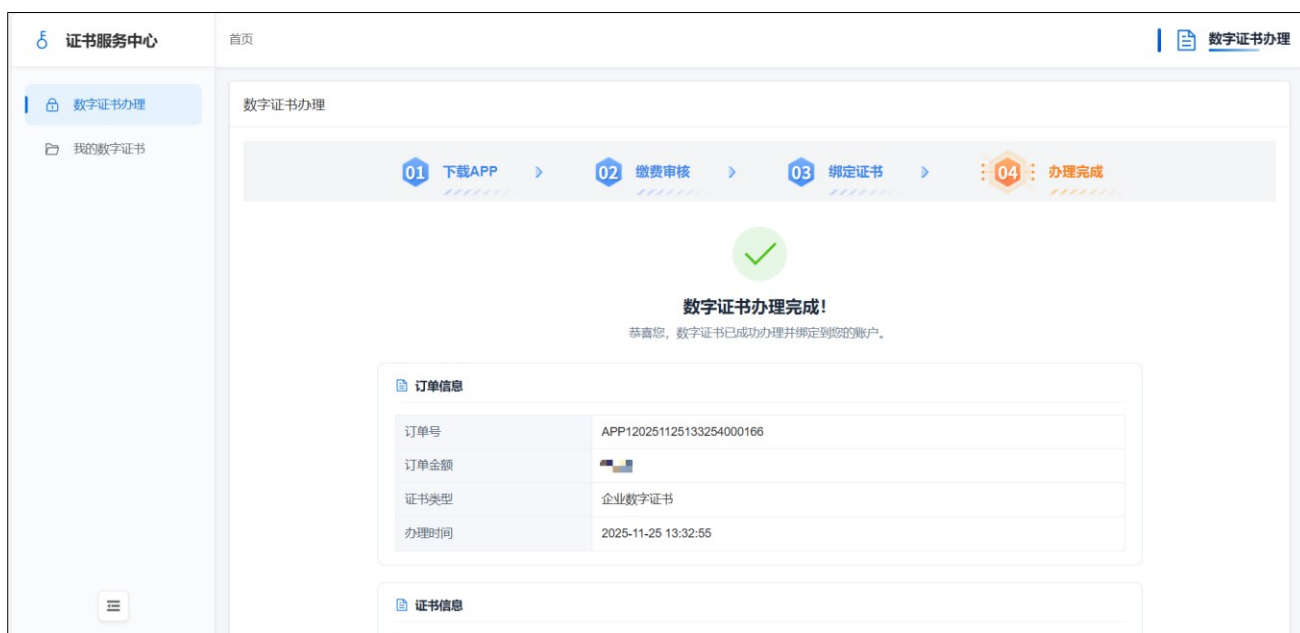 证书服务中心
首页
数字证书办理
数字证书办理
我的数字证书
数字证书办理
01 下载APP
02 缴费审核
03 绑定证书
04 办理完成
数字证书办理完成！
恭喜您，数字证书已成功办理并绑定到您的账户。
订单信息
订单号 APP120251125133254000166
订单金额
证书类型 企业数字证书
办理时间 2025-11-25 13:32:55
证书信息